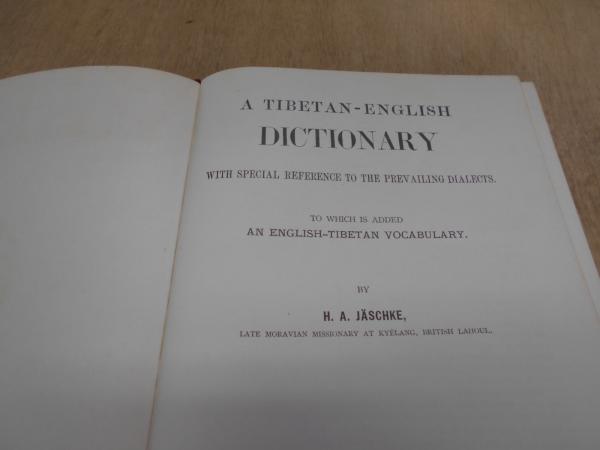 A TIBETAN-ENGLISH
DICTIONARY
WITH SPECIAL REFERENCE TO THE PREVAILING DIALECTS.
TO WHICH IS ADDED
AN ENGLISH-TIBETAN VOCABULARY.
BY
H. A. JÄSCHKE,
LATE MORAVIAN MISSIONARY AT KYÉLANG, BRITISH LAHOUL.